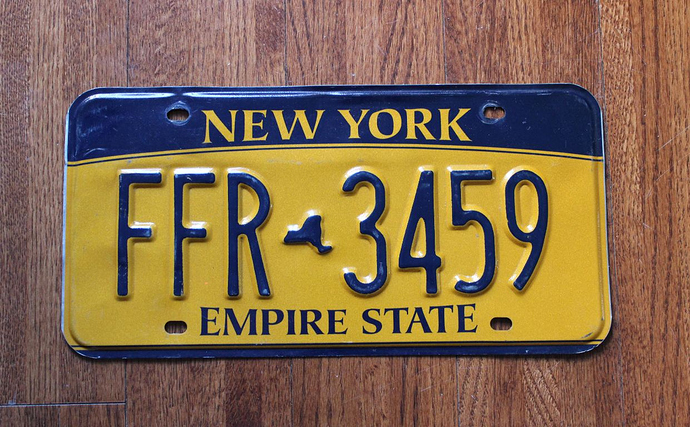 NEW YORK
FFR 3459
EMPIRE STATE